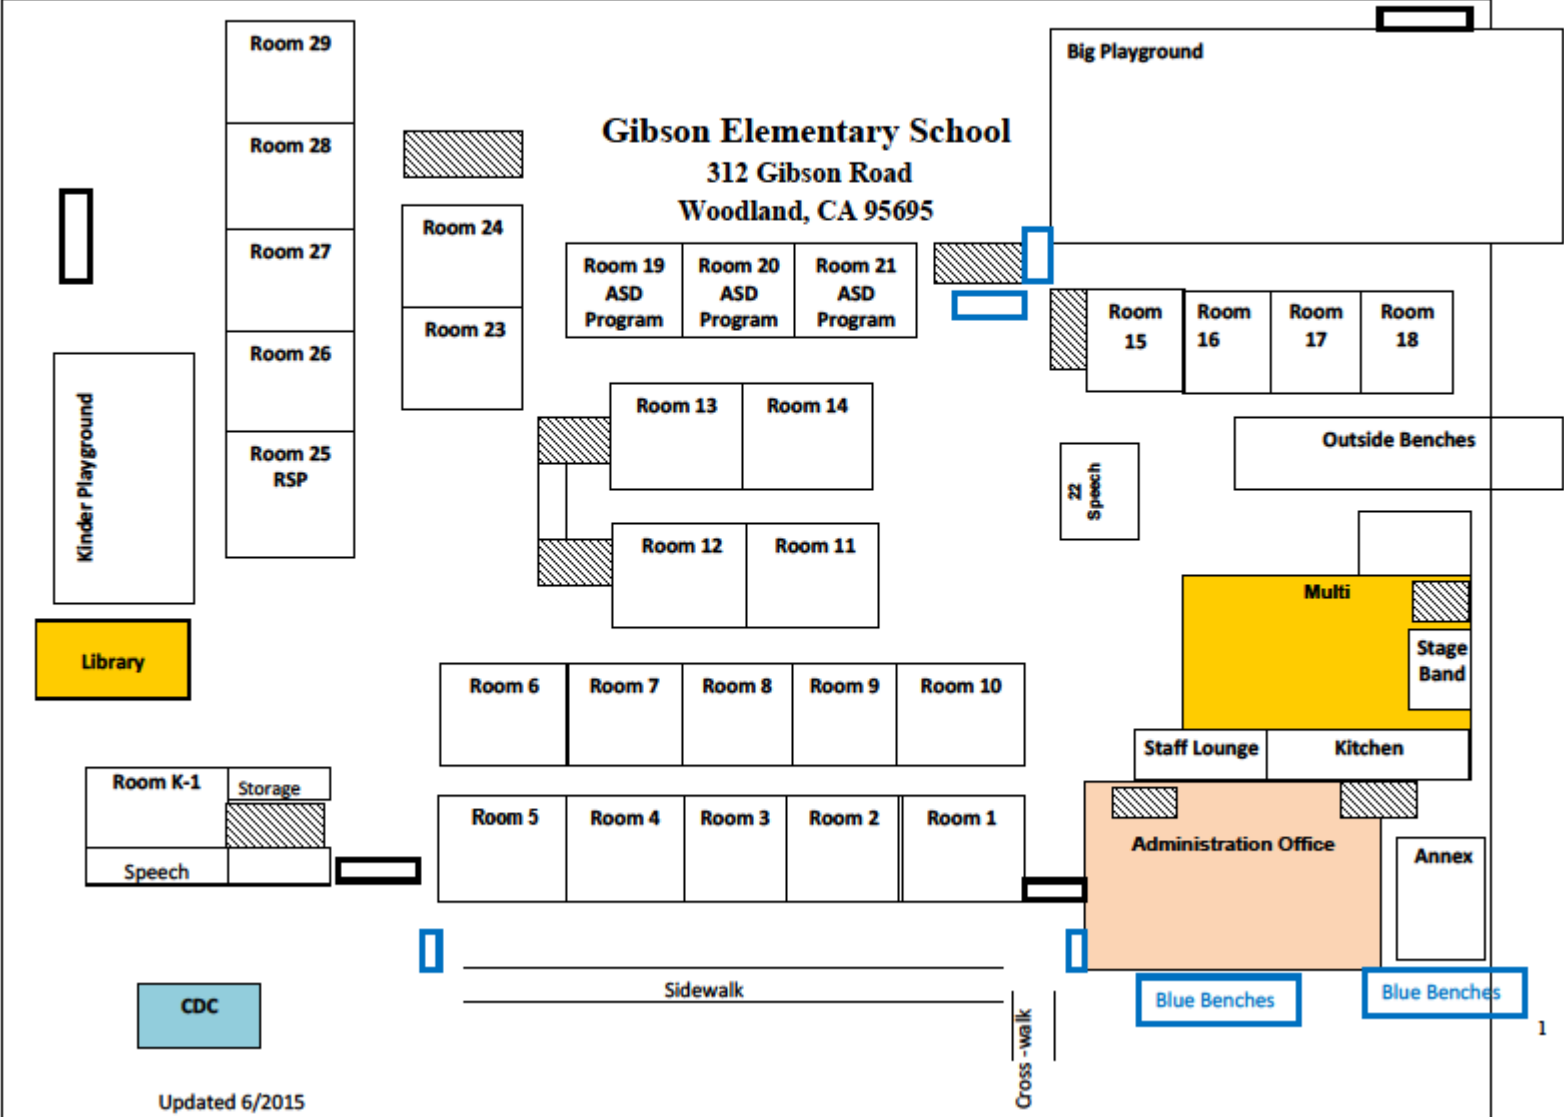 Room 29
Big Playground
Gibson Elementary School
312 Gibson Road
Woodland, CA 95695
Room 28
Room 27
Room 26
Room 25
RSP
Room 24
Room 23
Room 19
ASD
Program
Room 20
ASD
Program
Room 21
ASD
Program
Room
15
Room
16
Room
17
Room
18
Room 13
Room 14
Outside Benches
22
Speech
Kinder Playground
Room 12
Room 11
Multi
Stage
Band
Library
Room 6
Room 7
Room 8
Room 9
Room 10
Staff Lounge
Kitchen
Room K-1
Storage
Speech
Room 5
Room 4
Room 3
Room 2
Room 1
Administration Office
Annex
Sidewalk
Cross -walk
Blue Benches
Blue Benches
CDC
1
Updated 6/2015